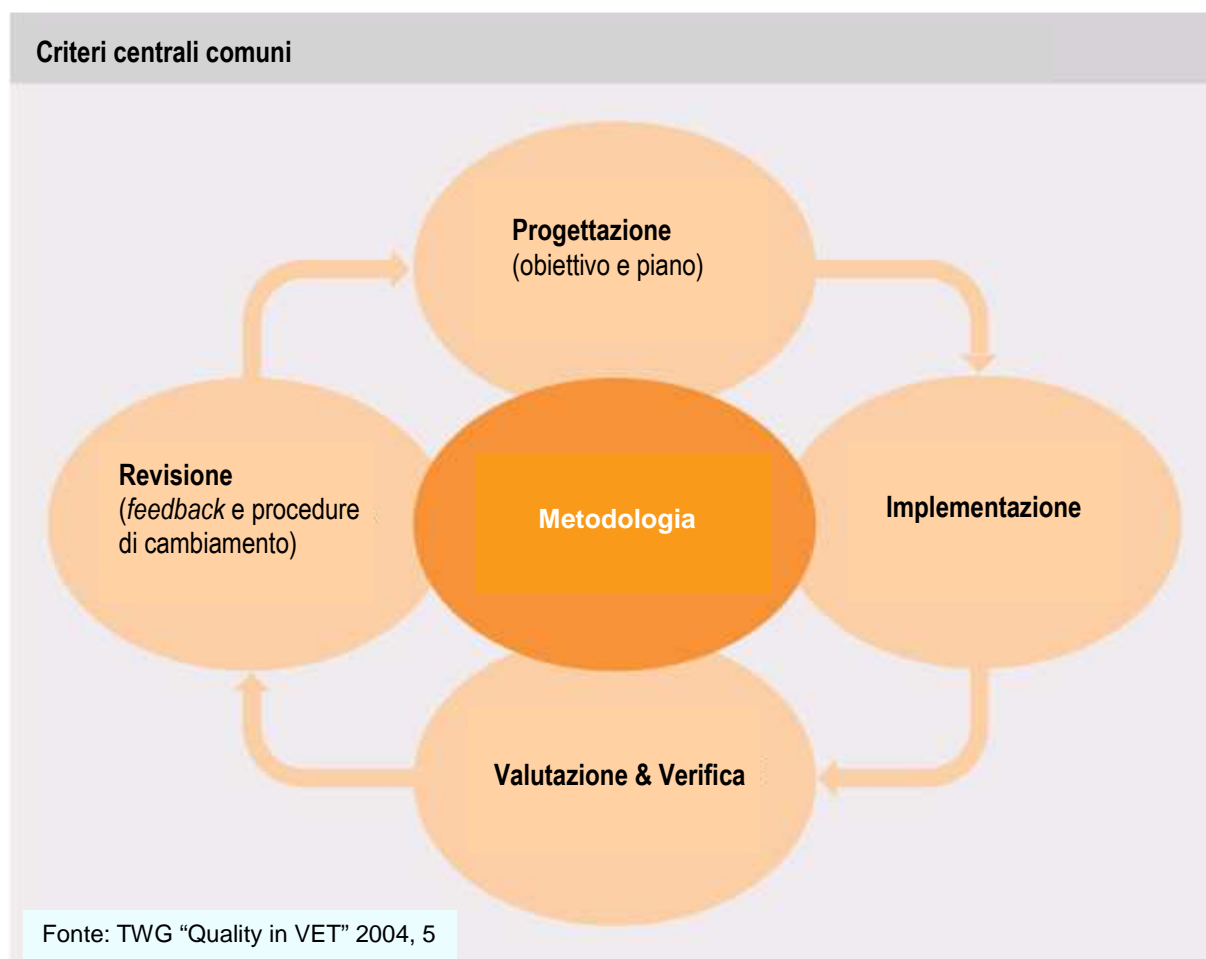 Criteri centrali comuni
Progettazione
(obiettivo e piano)
Revisione
(feedback e procedure
di cambiamento)
Metodologia
Implementazione
Valutazione & Verifica
Fonte: TWG “Quality in VET” 2004, 5